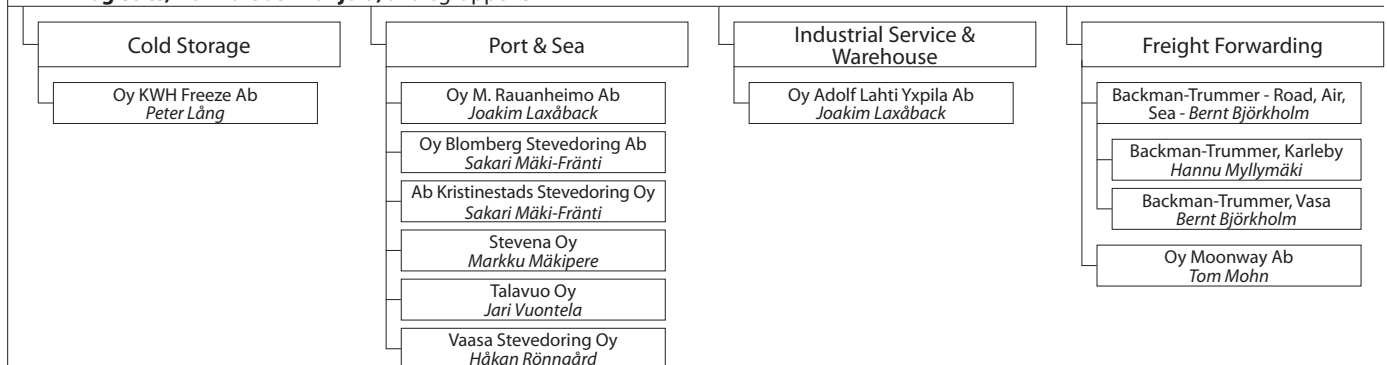 Cold Storage
Oy KWH Freeze Ab
Peter Lång
Port & Sea
Oy M. Rauanheimo Ab
Joakim Laxåback
Oy Blomberg Stevedoring Ab
Sakari Mäki-Fränti
Ab Kristinestads Stevedoring Oy
Sakari Mäki-Fränti
Stevena Oy
Markku Mäkipere
Talavuo Oy
Jari Vuontela
Vaasa Stevedoring Oy
Håkan Rönngård
Industrial Service &
Warehouse
Oy Adolf Lahti Yxpila Ab
Joakim Laxåback
Freight Forwarding
Backman-Trummer - Road, Air,
Sea - Bernt Björkholm
Backman-Trummer, Karleby
Hannu Myllymäki
Backman-Trummer, Vasa
Bernt Björkholm
Oy Moonway Ab
Tom Mohn